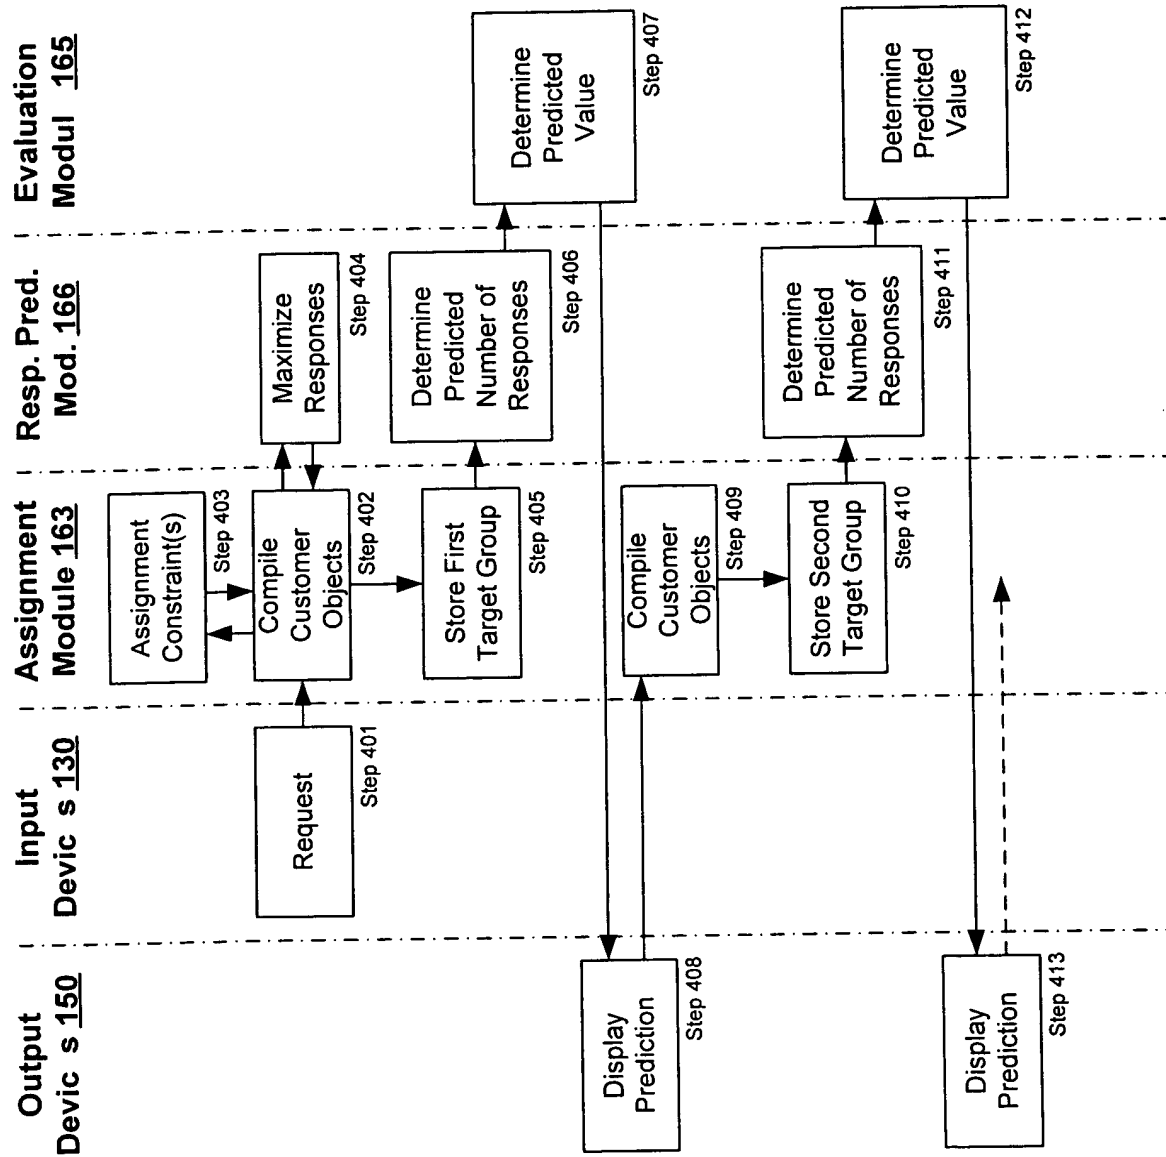 Output
Devic s 150
Input
Devic s 130
Assignment
Module 163
Resp. Pred.
Mod. 166
Evaluation
Modul 165
Request
Step 401
Assignment
Constraint(s)
Step 403
Compile
Customer
Objects
Step 402
Maximize
Responses
Step 404
Store First
Target Group
Step 405
Determine
Predicted
Number of
Responses
Step 406
Determine
Predicted
Value
Step 407
Display
Prediction
Step 408
Compile
Customer
Objects
Step 409
Store Second
Target Group
Step 410
Determine
Predicted
Number of
Responses
Step 411
Determine
Predicted
Value
Step 412
Display
Prediction
Step 413